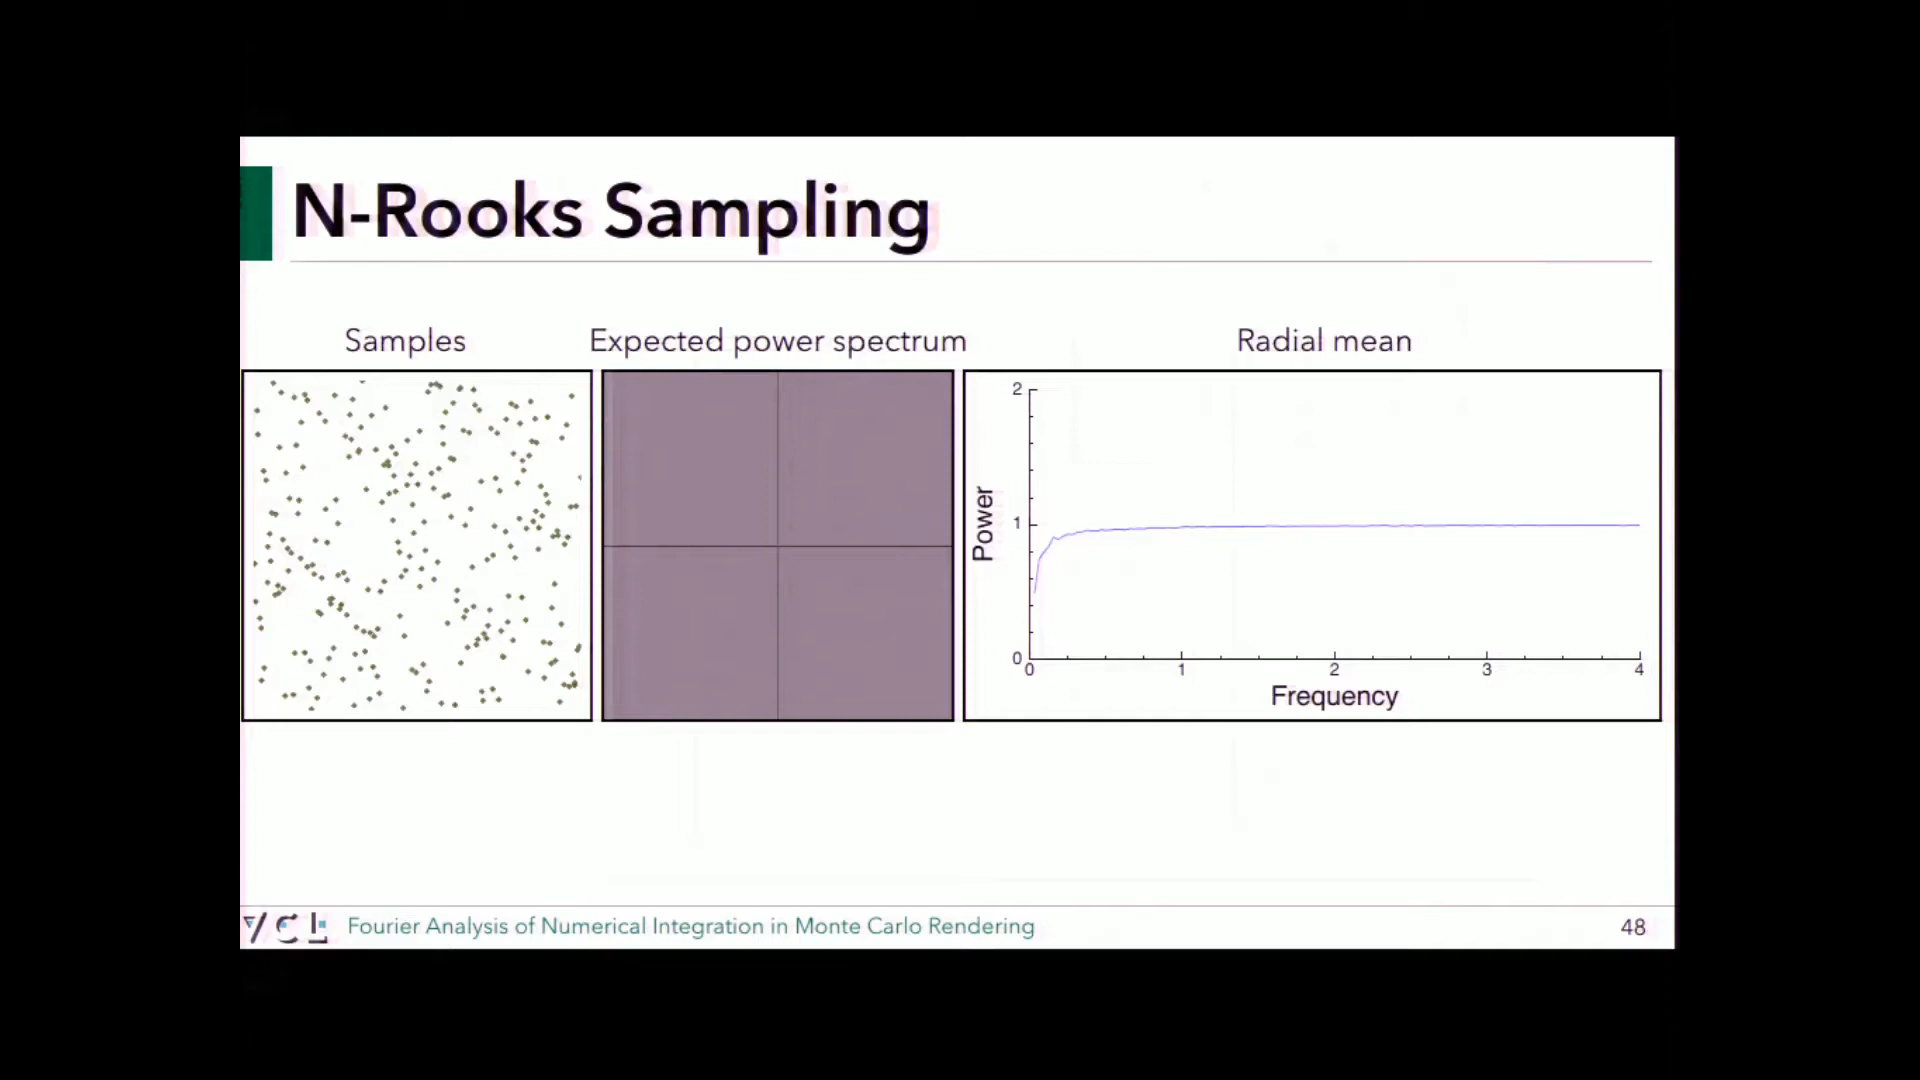 N-Rooks Sampling
Samples
Expected power spectrum
Radial mean
2
1
0
Power
0 1 2 3 4
Frequency
VCL Fourier Analysis of Numerical Integration in Monte Carlo Rendering 48